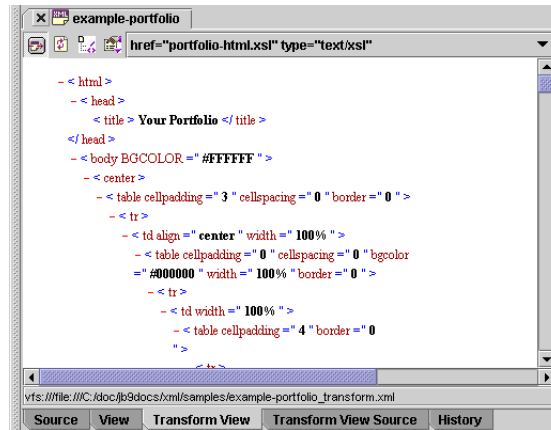 example-portfolio
href="portfolio-html.xsl" type="text/xsl"
- < html >
- < head >
< title > Your Portfolio </ title >
</ head >
- < body BGCOLOR =" #FFFFFF " >
- < center >
- < table cellpadding =" 3 " cellspacing =" 0 " border =" 0 " >
- < tr >
- < td align =" center " width =" 100% " >
- < table cellpadding =" 0 " cellspacing =" 0 " bgcolor
=" #000000 " width =" 100% " border =" 0 " >
- < tr >
- < td width =" 100% " >
- < table cellpadding =" 4 " border =" 0
" >
- < tr >
vfs:///file:///C:/doc/jb9docs/xml/samples/example-portfolio_transform.xml
Source View Transform View Transform View Source History